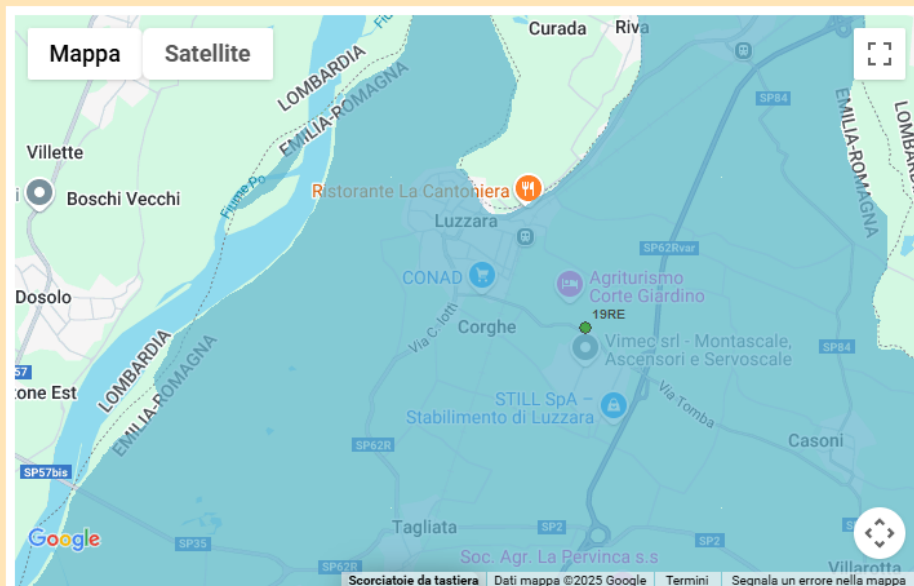 Mappa
Satellite
Curada
Riva
LOMBARDIA
EMILIA-ROMAGNA
SP84
EMILIA-ROMAGNA
Villette
Boschi Vecchi
Fiume Po
Ristorante La Cantoniera
Luzzara
SP62Rvar
CONAD
Agriturismo
Corte Giardino
Dosolo
19RE
Corghe
Via C. Iotti
Vimec srl - Montascale,
Ascensori e Servoscale
SP84
LOMBARDIA
EMILIA-ROMAGNA
57
tone Est
STILL SpA –
Stabilimento di Luzzara
Via Tomba
SP62R
Casoni
SP57bis
Google
Tagliata
SP2
SP35
SP2
SP62R
Soc. Agr. La Pervinca s.s
Villarotta
Scorciatoie da tastiera
Dati mappa ©2025 Google
Termini
Segnala un errore nella mappa